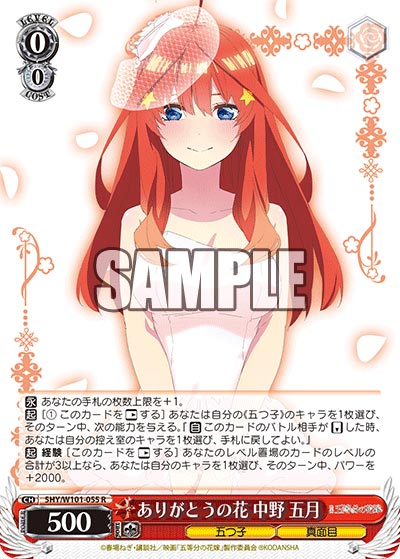 LEVEL
0
0
COST
SAMPLE
永 あなたの手札の枚数上限を+1。
起 [① このカードを する] あなたは自分の《五つ子》のキャラを1枚選び、
そのターン中、次の能力を与える。『自 このカードのバトル相手が した時、
あなたは自分の控え室のキャラを1枚選び、手札に戻してよい。』
起 経験 [このカードを する] あなたのレベル置場のカードのレベルの
合計が3以上なら、あなたは自分のキャラを1枚選び、そのターン中、パワーを
+2000。
CH 5HY/W101-055 R
ありがとうの花 中野 五月
500
五つ子
真面目
©春場ねぎ・講談社/映画「五等分の花嫁」製作委員会 ®KODANSHA